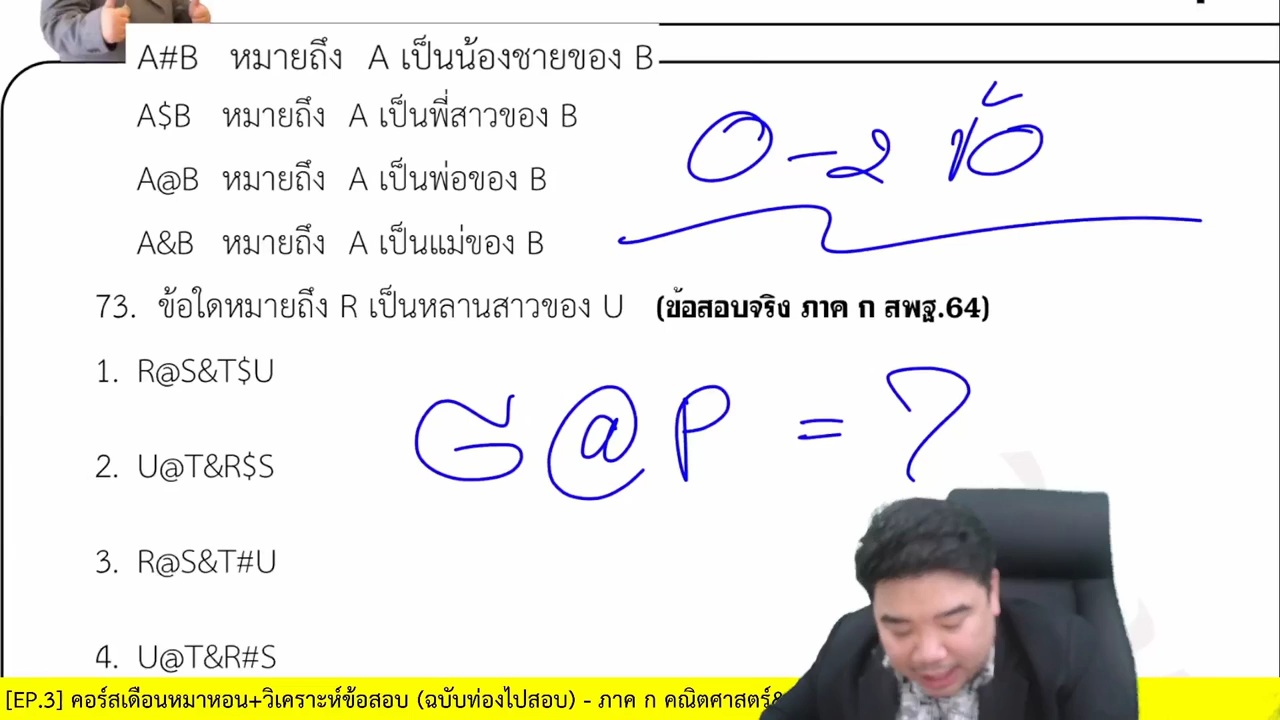 A#B หมายถึง A เป็นน้องชายของ B
A$B หมายถึง A เป็นพี่สาวของ B
A@B หมายถึง A เป็นพ่อของ B
A&B หมายถึง A เป็นแม่ของ B
0-2 ข้อ
73. ข้อใดหมายถึง R เป็นหลานสาวของ U (ข้อสอบจริง ภาค ก สพฐ.64)
1. R@S&T$U
G @ P = ?
2. U@T&R$S
3. R@S&T#U
4. U@T&R#S
[EP.3] คอร์สเดือนหมาหอน+วิเคราะห์ข้อสอบ (ฉบับท่องไปสอบ) - ภาค ก คณิตศาสตร์